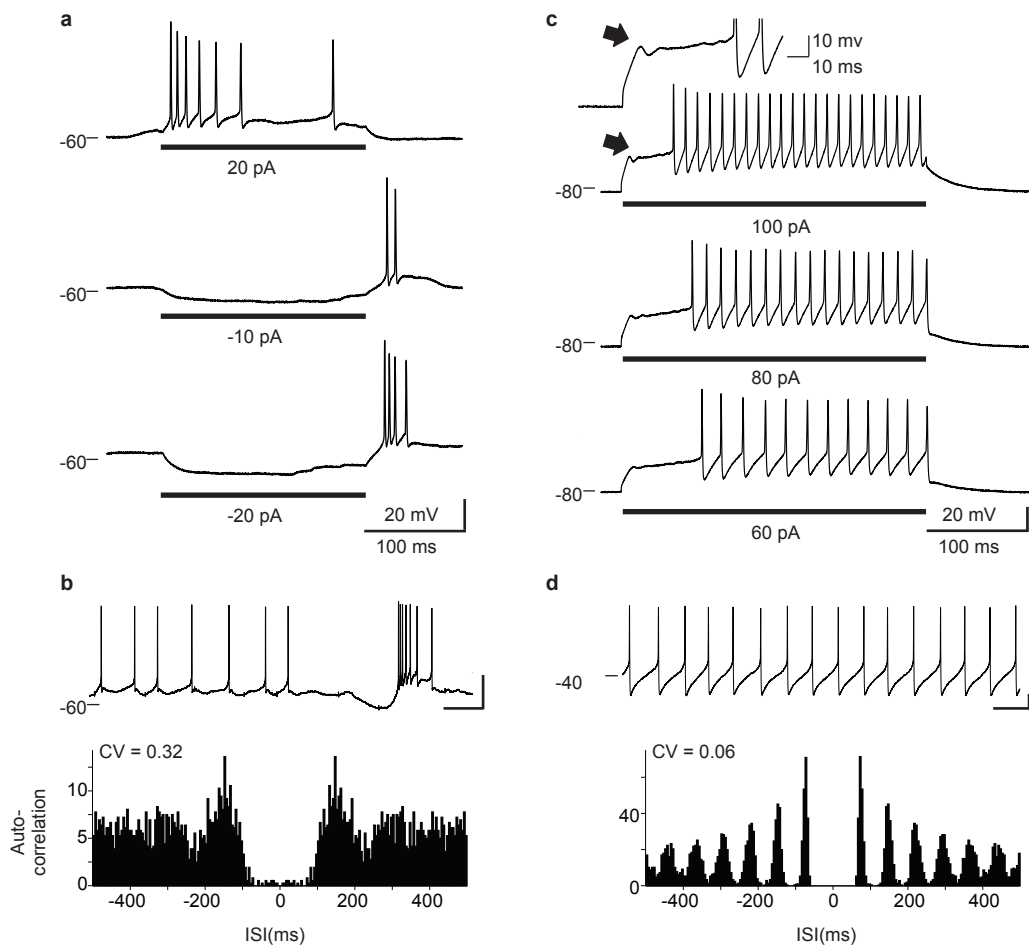 a
-60
20 pA
-60
-10 pA
-60
-20 pA
20 mV
100 ms
b
-60
CV = 0.32
Auto-
correlation
10
5
0
-400 -200 0 200 400
ISI(ms)
c
10 mv
10 ms
-80
100 pA
-80
80 pA
-80
60 pA
20 mV
100 ms
d
-40
CV = 0.06
40
0
-400 -200 0 200 400
ISI(ms)